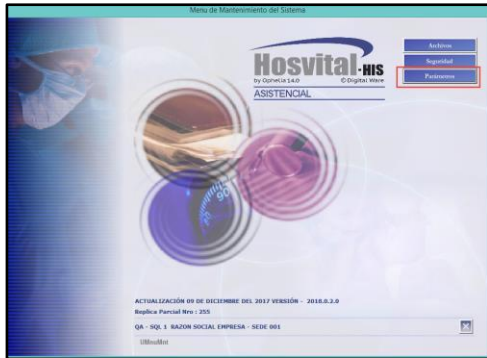 Menu de Mantenimiento del Sistema
Hosvital-HIS
by Ophelia 14.0 © Digital Ware
ASISTENCIAL
Archivos
Seguridad
Parámetros
90
ACTUALIZACIÓN 09 DE DICIEMBRE DEL 2017 VERSIÓN - 2018.0.2.0
Replica Parcial Nro : 255
QA - SQL 1 RAZON SOCIAL EMPRESA - SEDE 001
UMnuMnt